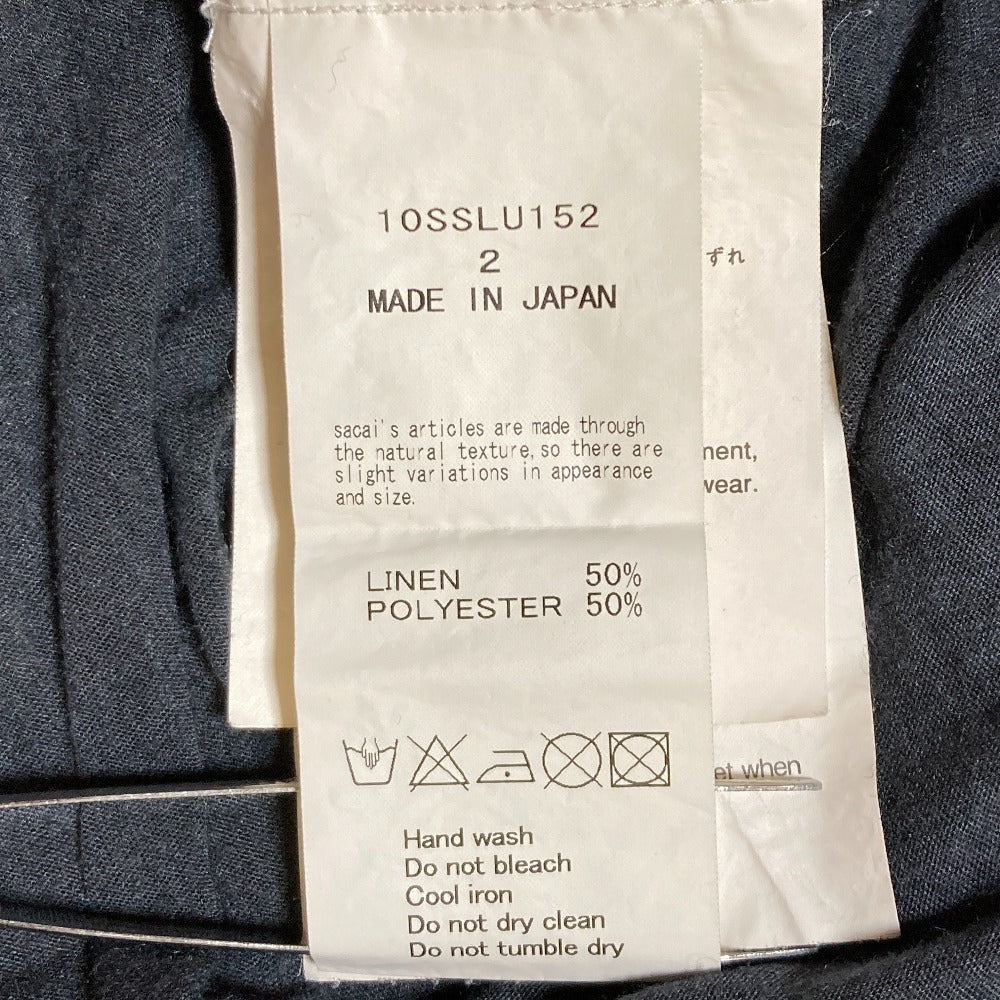 10SSLU152
2
MADE IN JAPAN
sacai's articles are made through
the natural texture, so there are
slight variations in appearance
and size.
LINEN 50%
POLYESTER 50%
Hand wash
Do not bleach
Cool iron
Do not dry clean
Do not tumble dry
ずれ
wear.
when